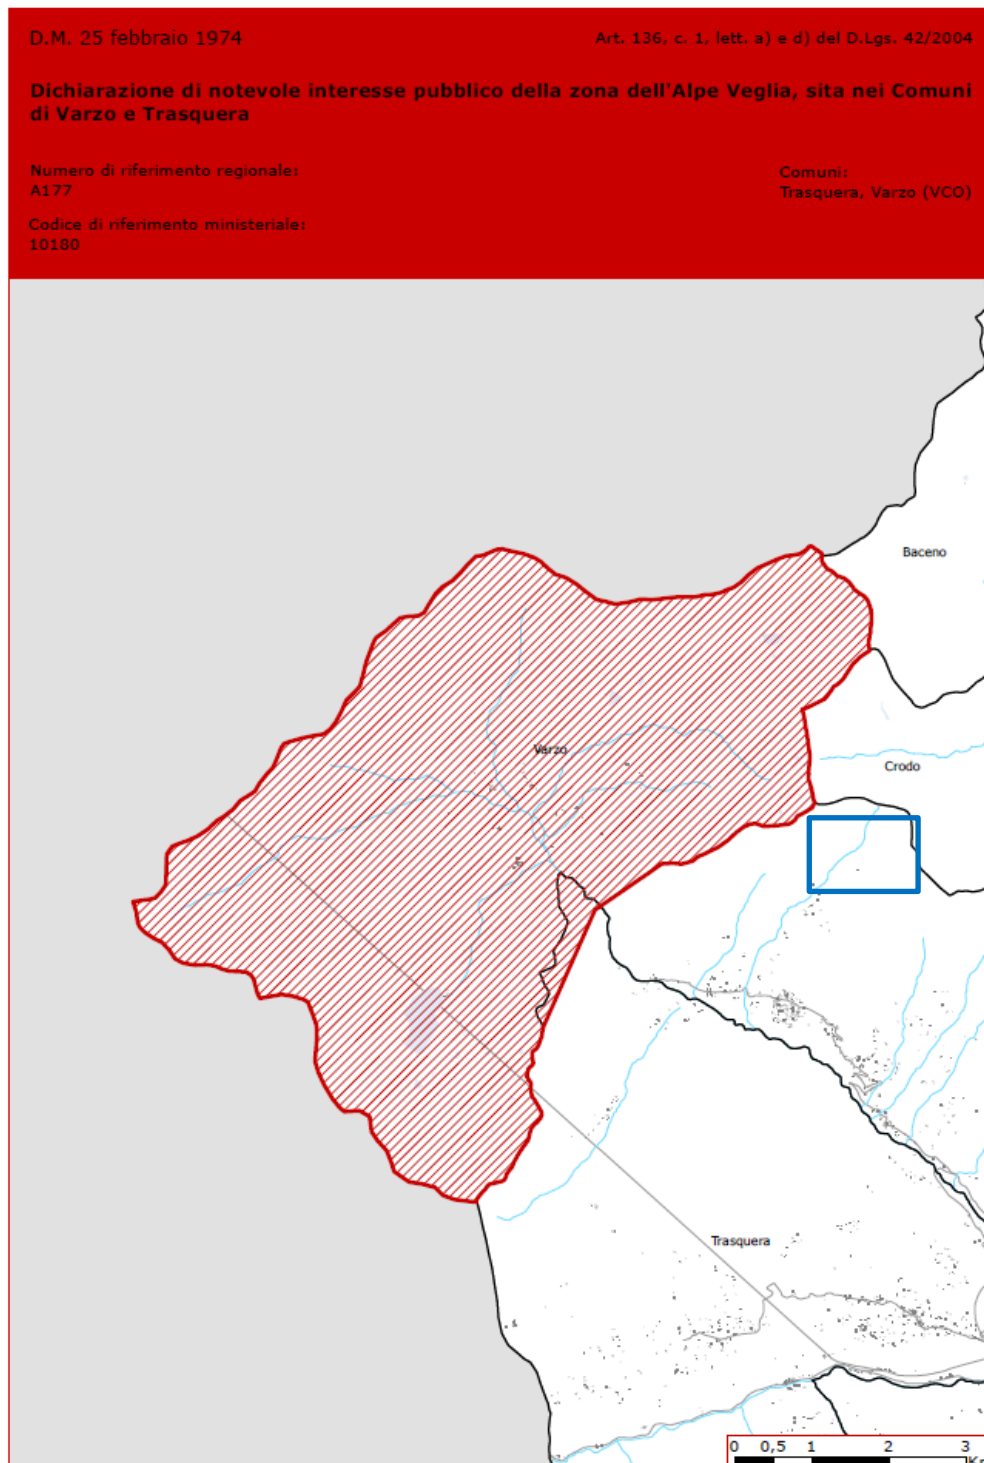 D.M. 25 febbraio 1974
Art. 136, c. 1, lett. a) e d) del D.Lgs. 42/2004
Dichiarazione di notevole interesse pubblico della zona dell'Alpe Veglia, sita nei Comuni
di Varzo e Trasquera
Numero di riferimento regionale:
A177
Comuni:
Trasquera, Varzo (VCO)
Codice di riferimento ministeriale:
10180
Baceno
Varzo
Crodo
Trasquera
0 0,5 1 2 3